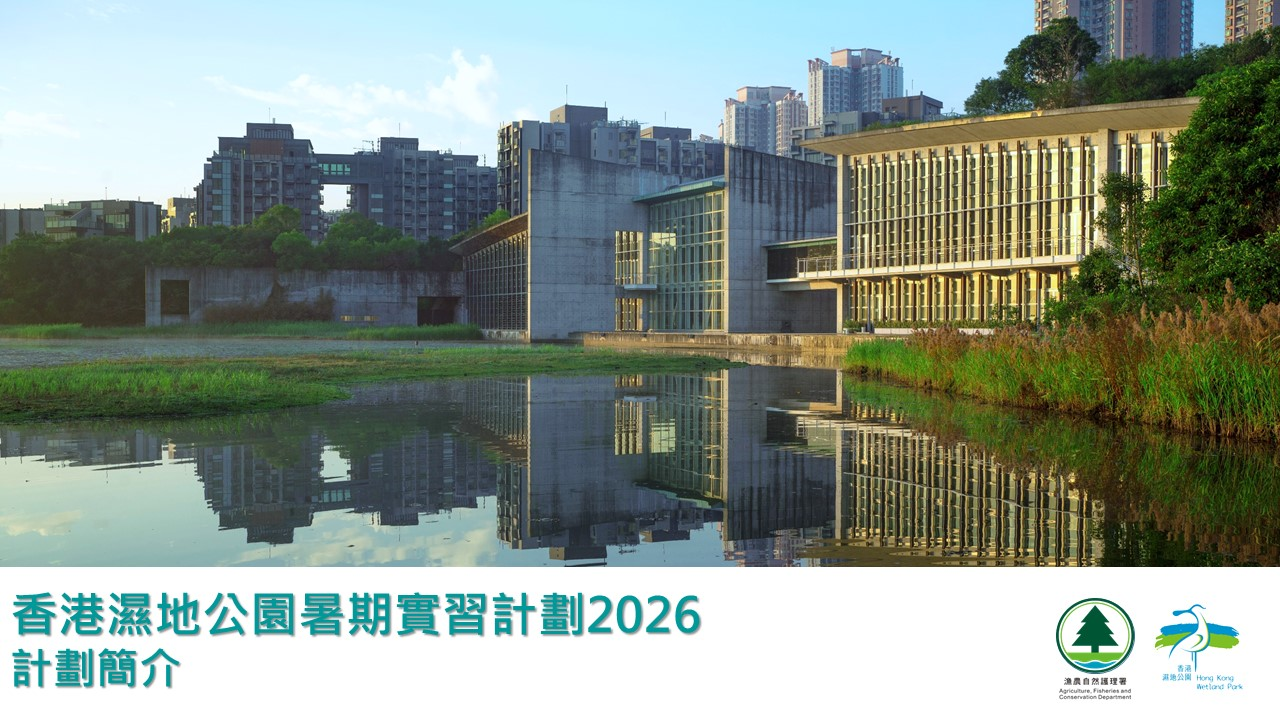 香港濕地公園暑期實習計劃2026
計劃簡介
漁農自然護理署
Agriculture, Fisheries and
Conservation Department
香港
濕地公園
Hong Kong
Wetland Park